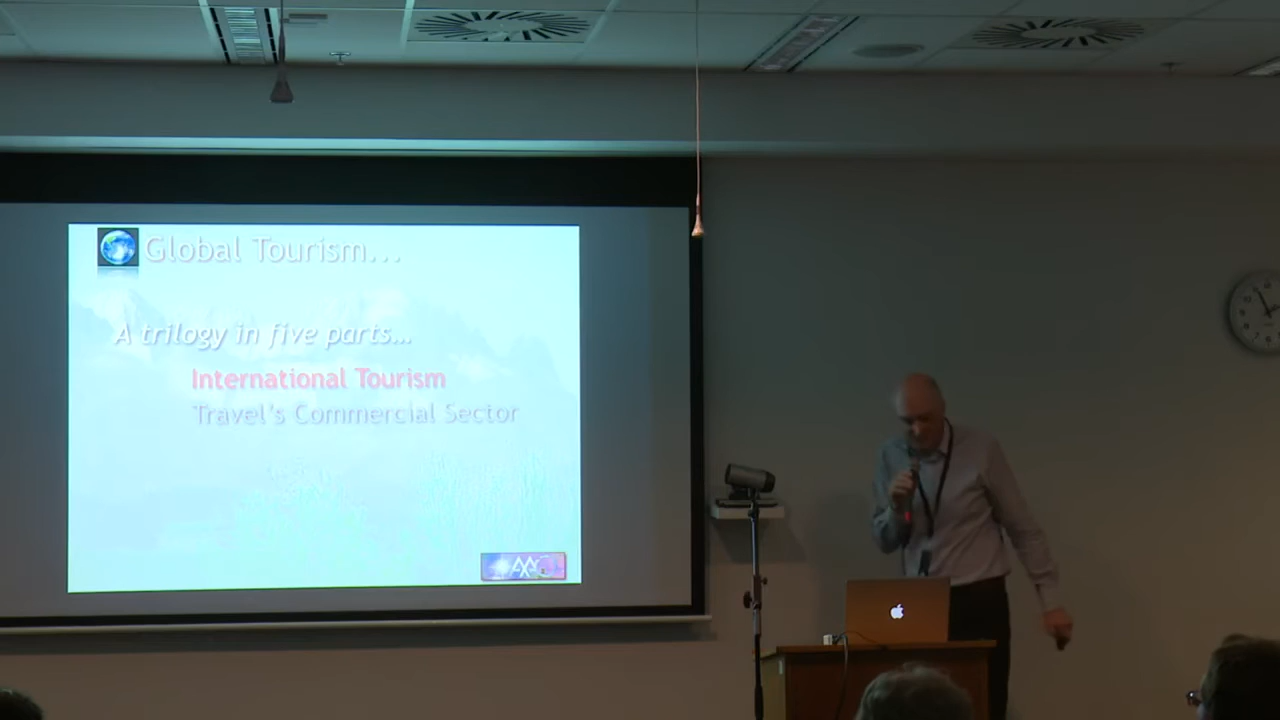 Global Tourism...
A trilogy in five parts...
International Tourism
Travel's Commercial Sector